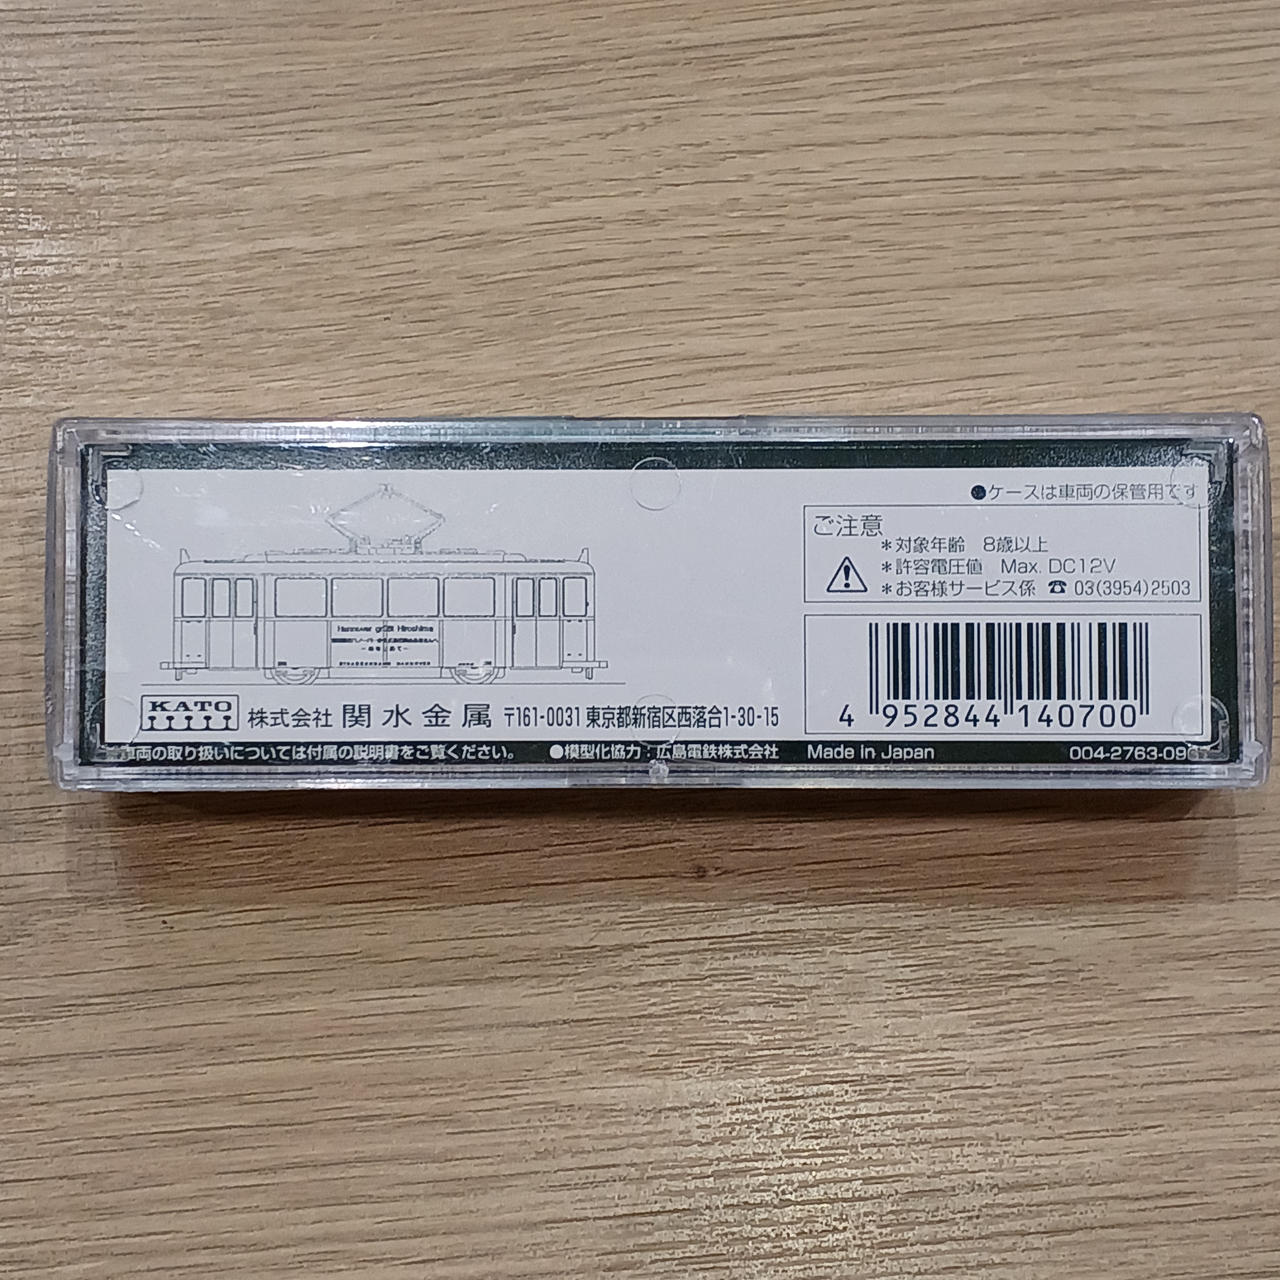 ●ケースは車両の保管用です
ご注意
＊対象年齢 8歳以上
＊許容電圧値 Max. DC12V
＊お客様サービス係 ☎ 03(3954)2503
Hannover grüßt Hiroshima
STRASSENBAHN HANNOVER
KATO
株式会社 関水金属 〒161-0031 東京都新宿区西落合1-30-15
4 952844 140700
車両の取り扱いについては付属の説明書をご覧ください。 ●模型化協力：広島電鉄株式会社 Made in Japan 004-2763-09